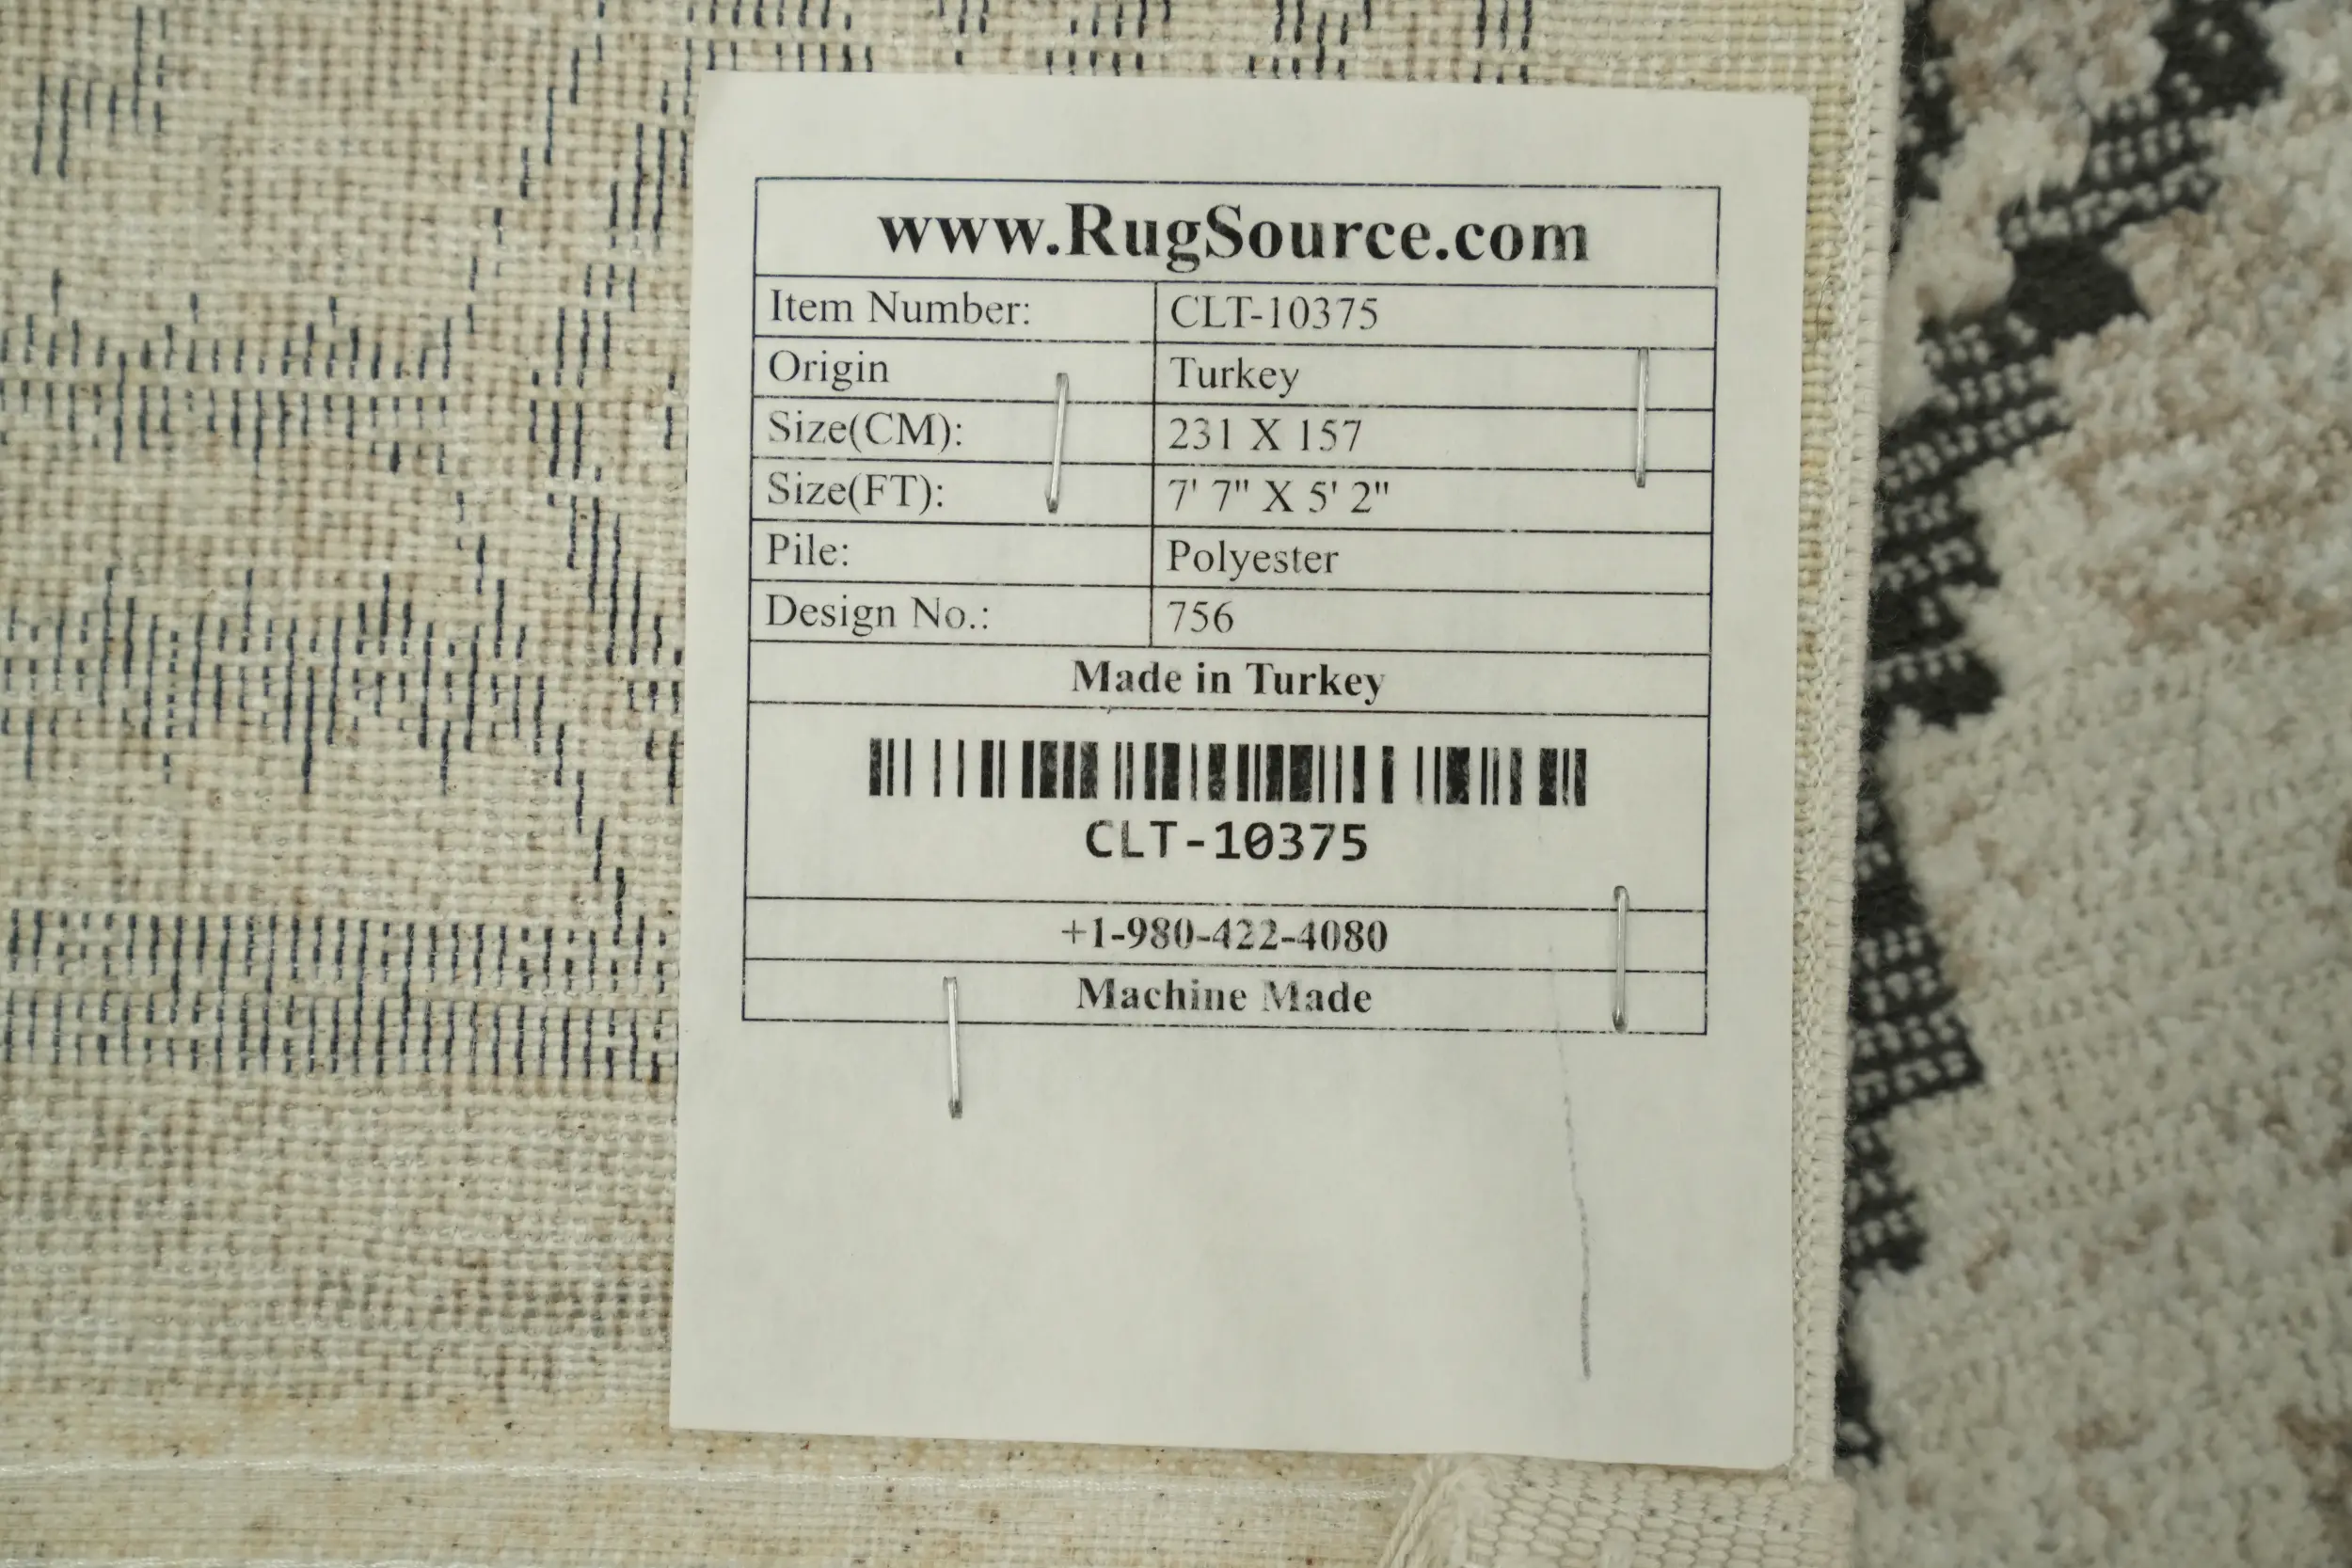 www.RugSource.com
Item Number: CLT-10375
Origin Turkey
Size(CM): 231 X 157
Size(FT): 7' 7" X 5' 2"
Pile: Polyester
Design No.: 756
Made in Turkey
CLT-10375
+1-980-422-4080
Machine Made